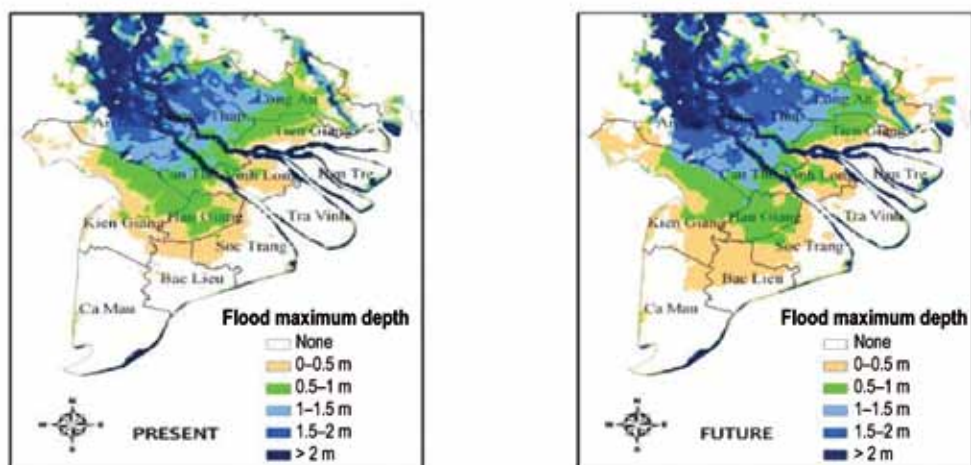 Long An
Thap
Tien Giang
Can Tho
Vinh Long
Ben Tre
Kien Giang
Hau Giang
Tra Vinh
Soc Trang
Bac Lieu
Ca Mau
Flood maximum depth
None
0–0.5 m
0.5–1 m
1–1.5 m
1.5–2 m
> 2 m
PRESENT
Long An
Thap
Tien Giang
Can Tho
Vinh Long
Ben Tre
Kien Giang
Hau Giang
Tra Vinh
Soc Trang
Bac Lieu
Ca Mau
Flood maximum depth
None
0–0.5 m
0.5–1 m
1–1.5 m
1.5–2 m
> 2 m
FUTURE